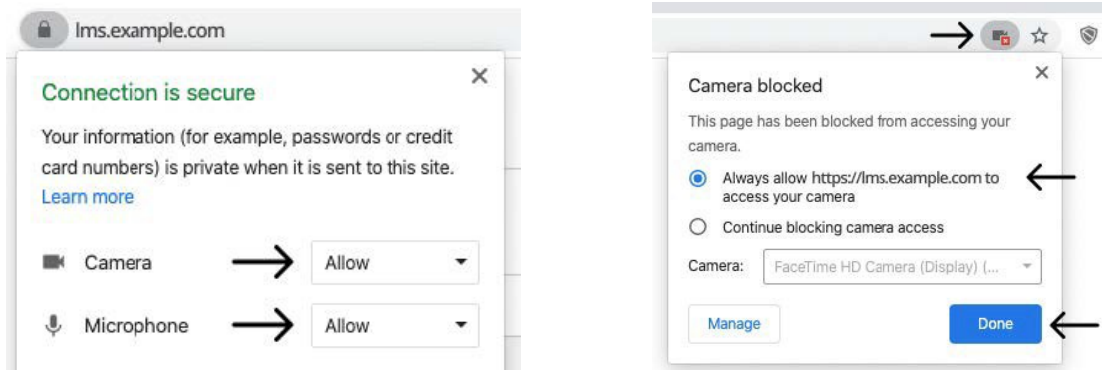 lms.example.com
Connection is secure
Your information (for example, passwords or credit
card numbers) is private when it is sent to this site.
Learn more
Camera
Allow
Microphone
Allow
Camera blocked
This page has been blocked from accessing your
camera.
Always allow https://lms.example.com to
access your camera
Continue blocking camera access
Camera:
FaceTime HD Camera (Display) (...
Manage
Done